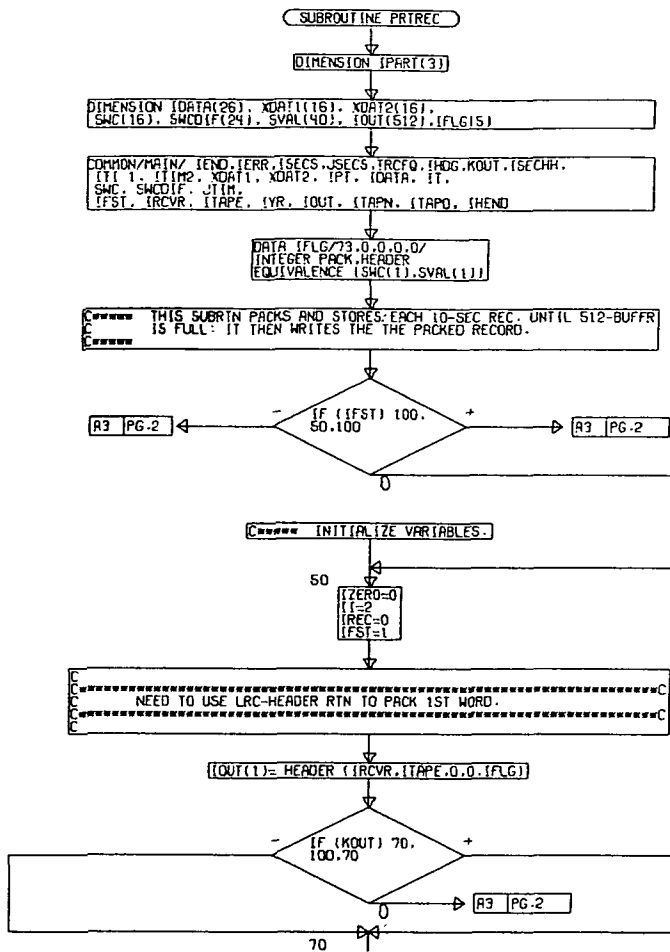 SUBROUTINE PRTREC
DIMENSION IPART(3)
DIMENSION IDATA(26), XDAT1(16), XDAT2(16),
SWC(16), SWCDIF(24), SVAL(40), IOUT(512),IFLG(5)
COMMON/MAIN/ IEND,IERR,ISECS,JSECS,IRCFQ,IHDG,KOUT,ISECHH,
ITI 1, ITIM2, XDAT1, XDAT2, IPT, IDATA, IT,
SWC, SWCDIF, JTIM,
IFST, IRCVR, ITAPE, IYR, IOUT, ITAPN, ITAPO, IHEND
DATA IFLG/73,0,0,0,0/
INTEGER PACK,HEADER
EQUIVALENCE (SWC(1),SVAL(1))
C***** THIS SUBRTN PACKS AND STORES EACH 10-SEC REC. UNTIL 512-BUFFR
C IS FULL: IT THEN WRITES THE THE PACKED RECORD.
C*****
- IF (IFST) 100, +
50,100
A3 PG.2 A3 PG.2
0
C***** INITIALIZE VARIABLES.
50
IZERO=0
II=2
IREC=0
IFST=1
C
C NEED TO USE LRC-HEADER RTN TO PACK 1ST WORD.
C
IOUT(1)= HEADER (IRCVR,ITAPE,0,0,IFLG)
- IF (KOUT) 70, +
100,70
0 A3 PG.2
70